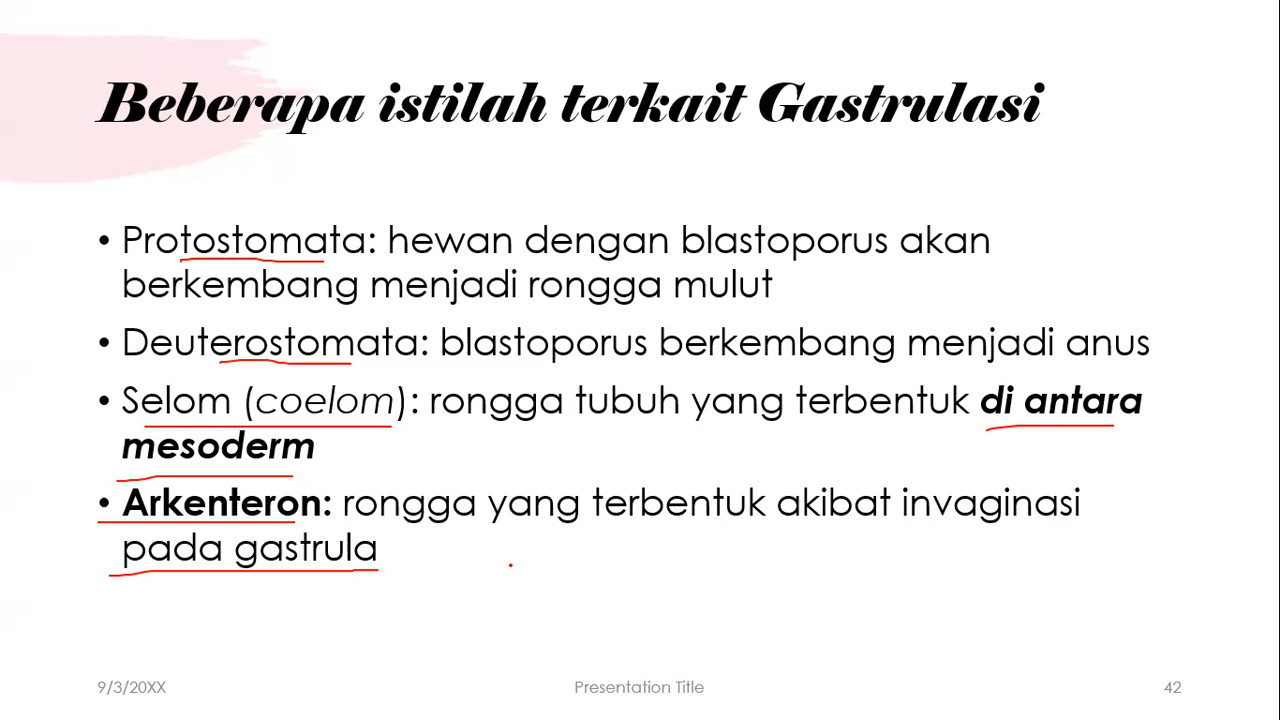 Beberapa istilah terkait Gastrulasi
• Protostomata: hewan dengan blastoporus akan
berkembang menjadi rongga mulut
• Deuterostomata: blastoporus berkembang menjadi anus
• Selom (coelom): rongga tubuh yang terbentuk di antara
mesoderm
• Arkenteron: rongga yang terbentuk akibat invaginasi
pada gastrula
9/3/20XX
Presentation Title
42